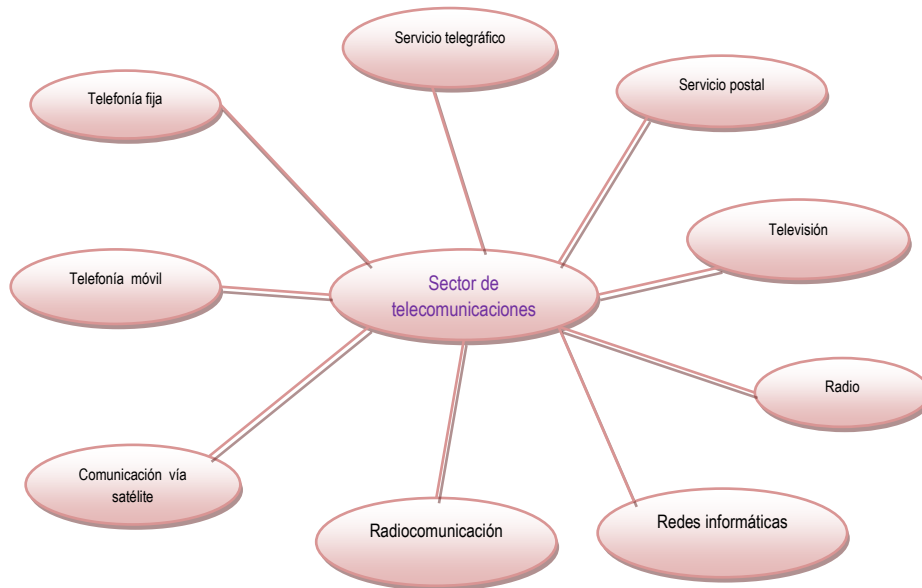 Servicio telegráfico
Servicio postal
Telefonía fija
Televisión
Telefonía móvil
Sector de
telecomunicaciones
Radio
Comunicación vía
satélite
Radiocomunicación
Redes informáticas